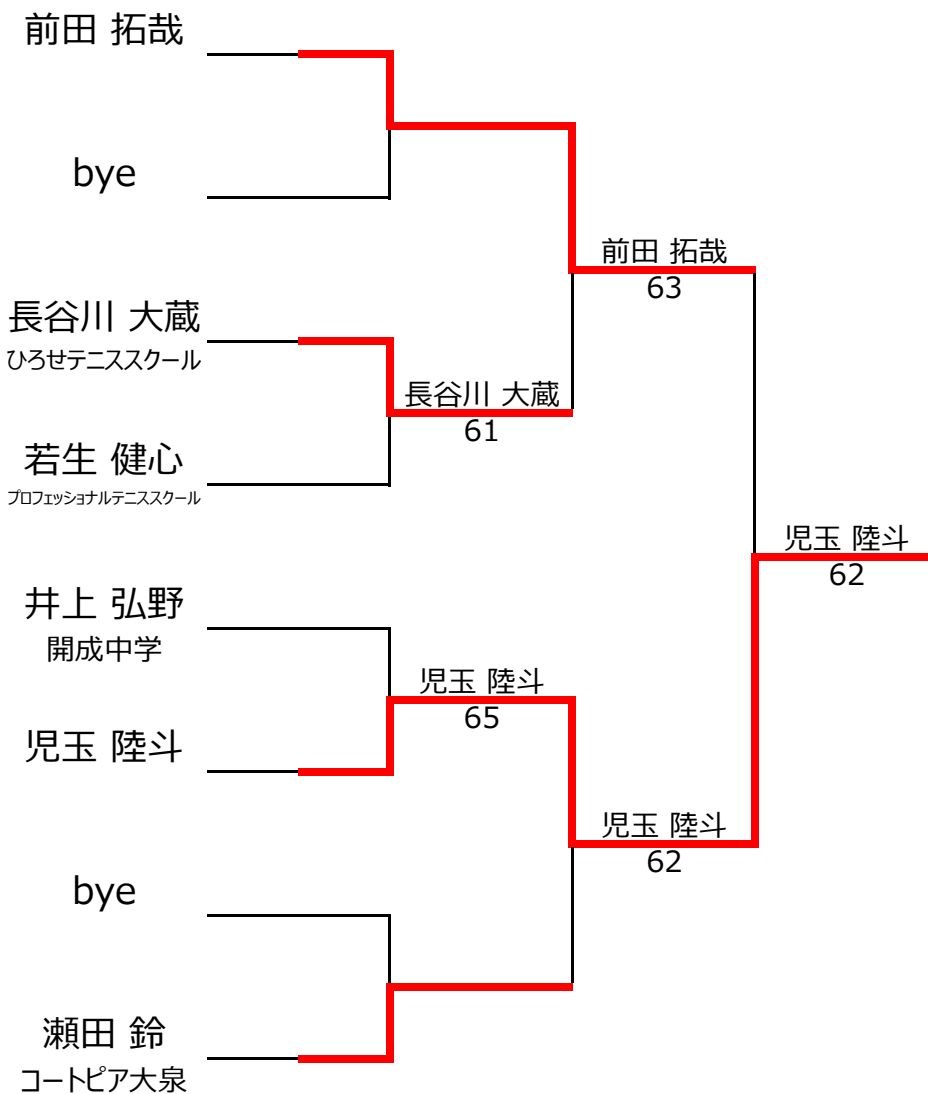 前田 拓哉
bye
長谷川 大蔵
ひろせテニススクール
若生 健心
プロフェッショナルテニススクール
井上 弘野
開成中学
児玉 陸斗
bye
瀬田 鈴
コートピア大泉
長谷川 大蔵
61
児玉 陸斗
65
前田 拓哉
63
児玉 陸斗
62
児玉 陸斗
62